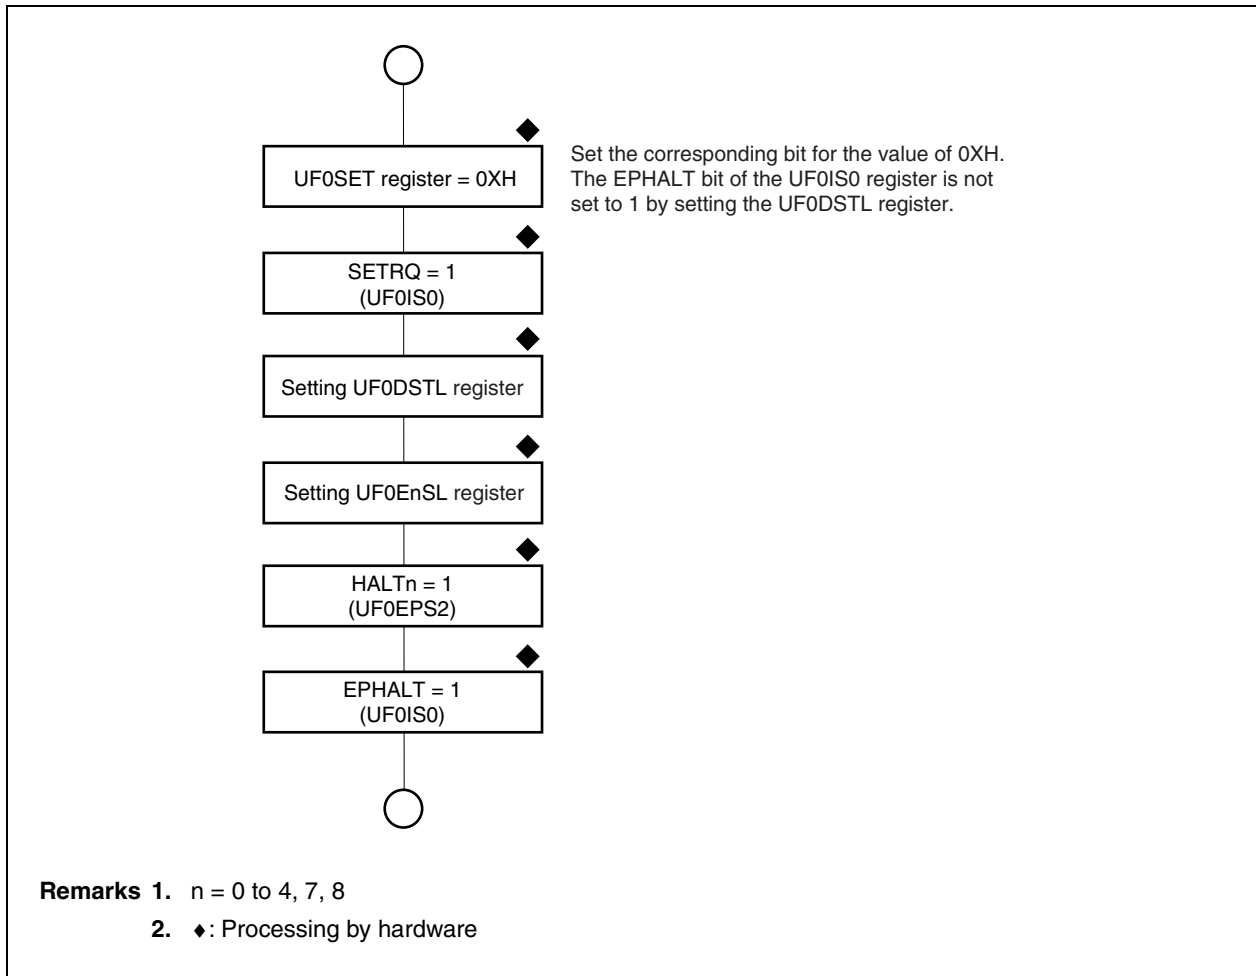 UF0SET register = 0XH
Set the corresponding bit for the value of 0XH.
The EPHALT bit of the UF0IS0 register is not
set to 1 by setting the UF0DSTL register.
SETRQ = 1
(UF0IS0)
Setting UF0DSTL register
Setting UF0EnSL register
HALTn = 1
(UF0EPS2)
EPHALT = 1
(UF0IS0)
Remarks 1. n = 0 to 4, 7, 8
2. ♦: Processing by hardware